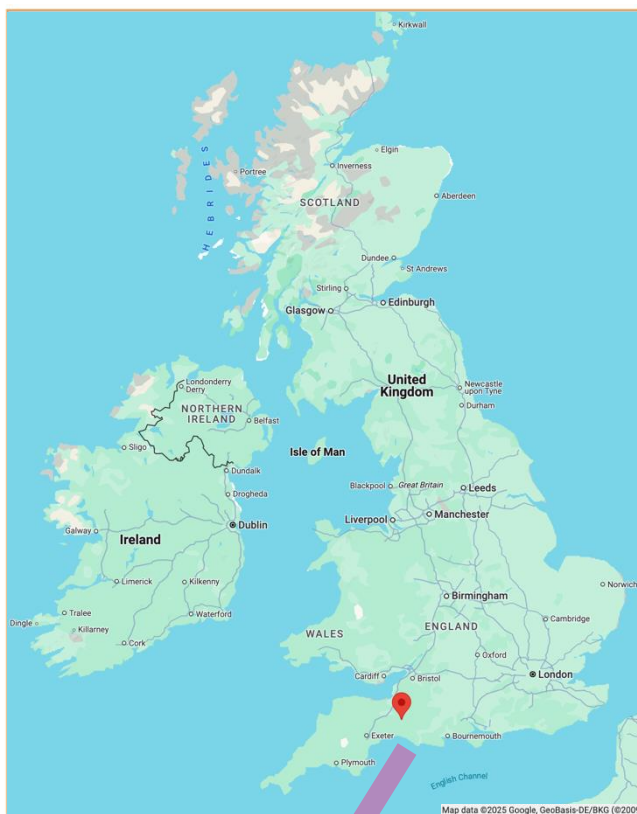 Kirkwall
HEBRIDES
Elgin
Portree
Inverness
SCOTLAND
Aberdeen
Dundee
St Andrews
Stirling
Glasgow
Edinburgh
United
Kingdom
Londonderry
Derry
NORTHERN
IRELAND
Belfast
Newcastle
upon Tyne
Durham
Sligo
Isle of Man
Dundalk
Blackpool
Great Britain
Leeds
Drogheda
Liverpool
Manchester
Galway
Ireland
Dublin
Limerick
Kilkenny
Norwich
Birmingham
Tralee
Waterford
Dingle
Killarney
Cambridge
WALES
ENGLAND
Cork
Oxford
Cardiff
Bristol
London
Exeter
Bournemouth
Plymouth
English Channel
Map data ©2025 Google, GeoBasis-DE/BKG (©2009